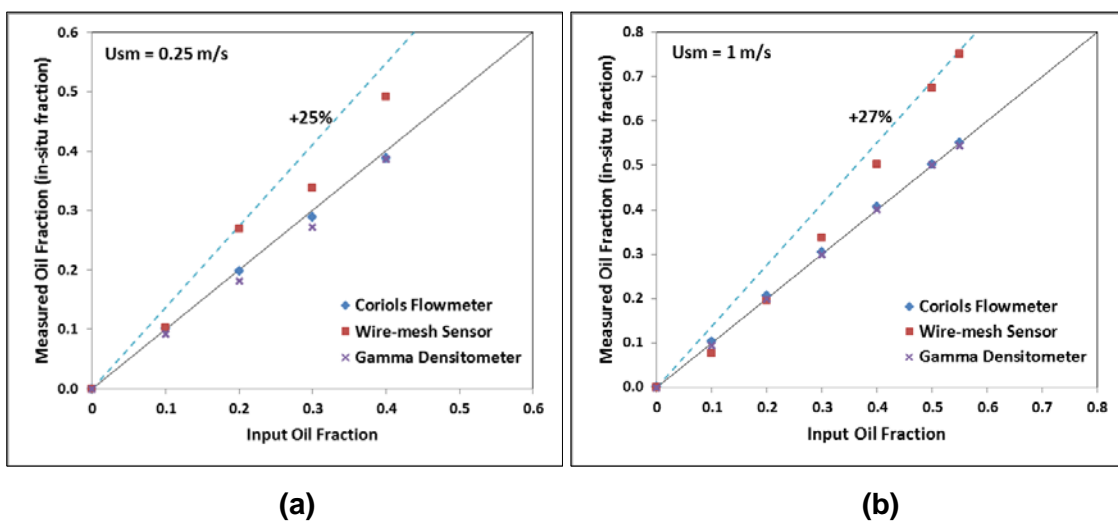 Usm = 0.25 m/s
+25%
Measured Oil Fraction (in-situ fraction)
0.6
0.5
0.4
0.3
0.2
0.1
0.0
0 0.1 0.2 0.3 0.4 0.5 0.6
Input Oil Fraction
Coriols Flowmeter
Wire-mesh Sensor
Gamma Densitometer
(a)
Usm = 1 m/s
+27%
Measured Oil Fraction (in-situ fraction)
0.8
0.7
0.6
0.5
0.4
0.3
0.2
0.1
0.0
0 0.1 0.2 0.3 0.4 0.5 0.6 0.7 0.8
Input Oil Fraction
Coriols Flowmeter
Wire-mesh Sensor
Gamma Densitometer
(b)